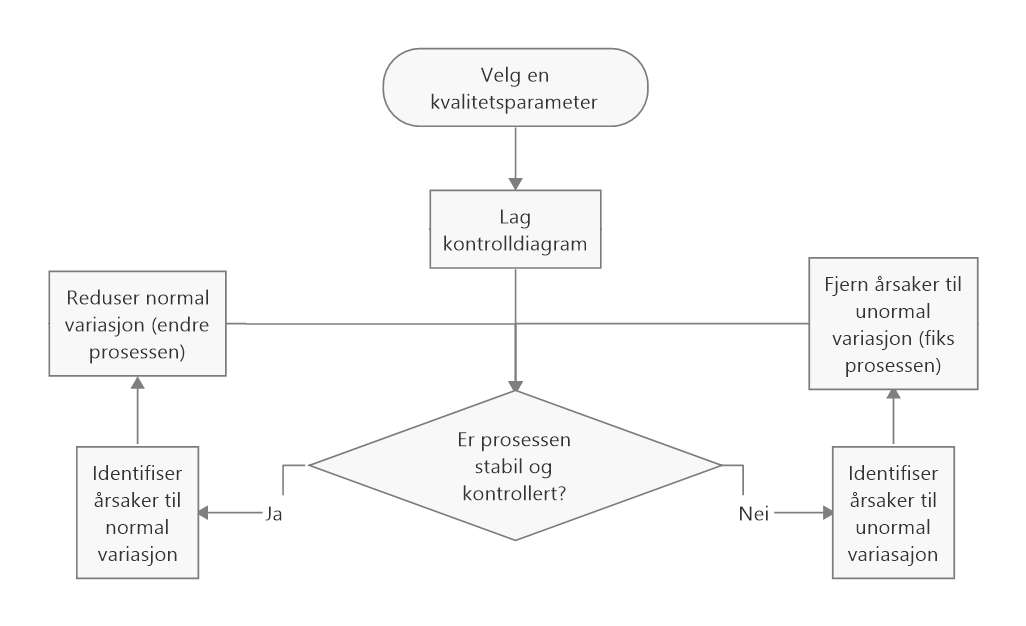 Velg en
kvalitetsparameter
Lag
kontrolldiagram
Reduser normal
variasjon (endre
prosessen)
Fjern årsaker til
unormal
variasjon (fiks
prosessen)
Er prosessen
stabil og
kontrollert?
Identifiser
årsaker til
normal
variasjon
Ja
Nei
Identifiser
årsaker til
unormal
variasajon